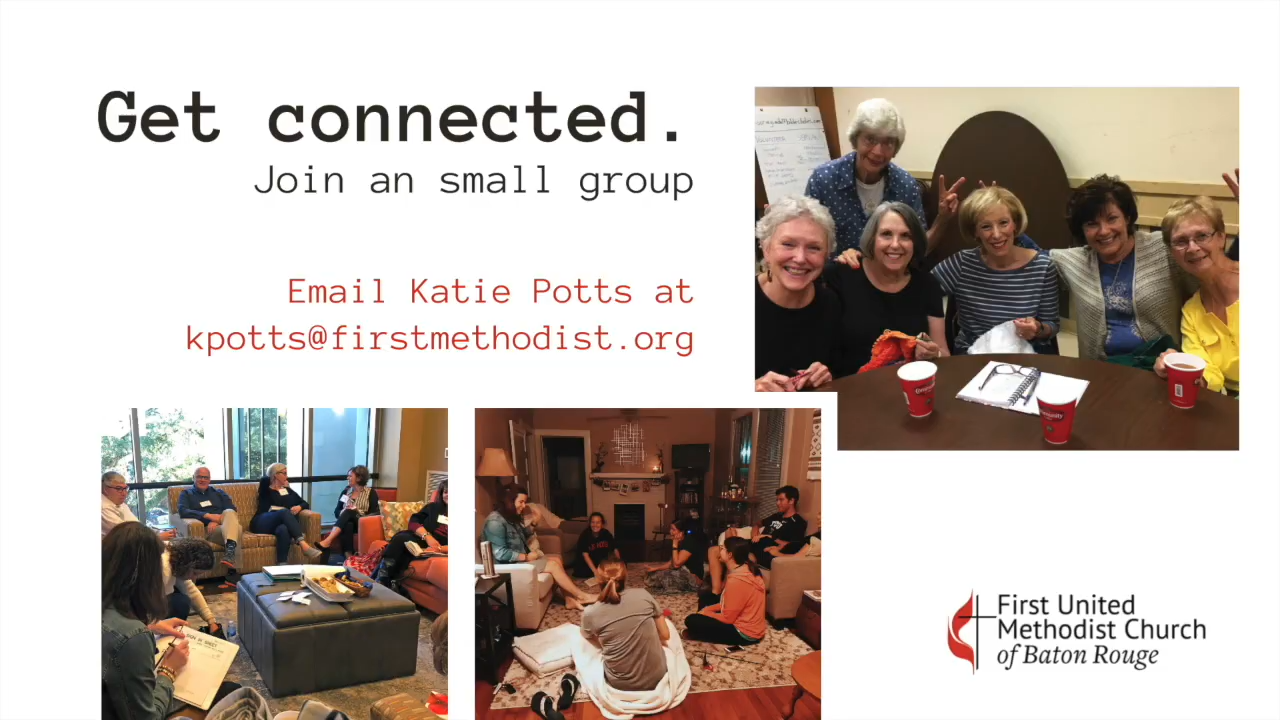 Get connected.
Join an small group
Email Katie Potts at
kpotts@firstmethodist.org
First United
Methodist Church
of Baton Rouge